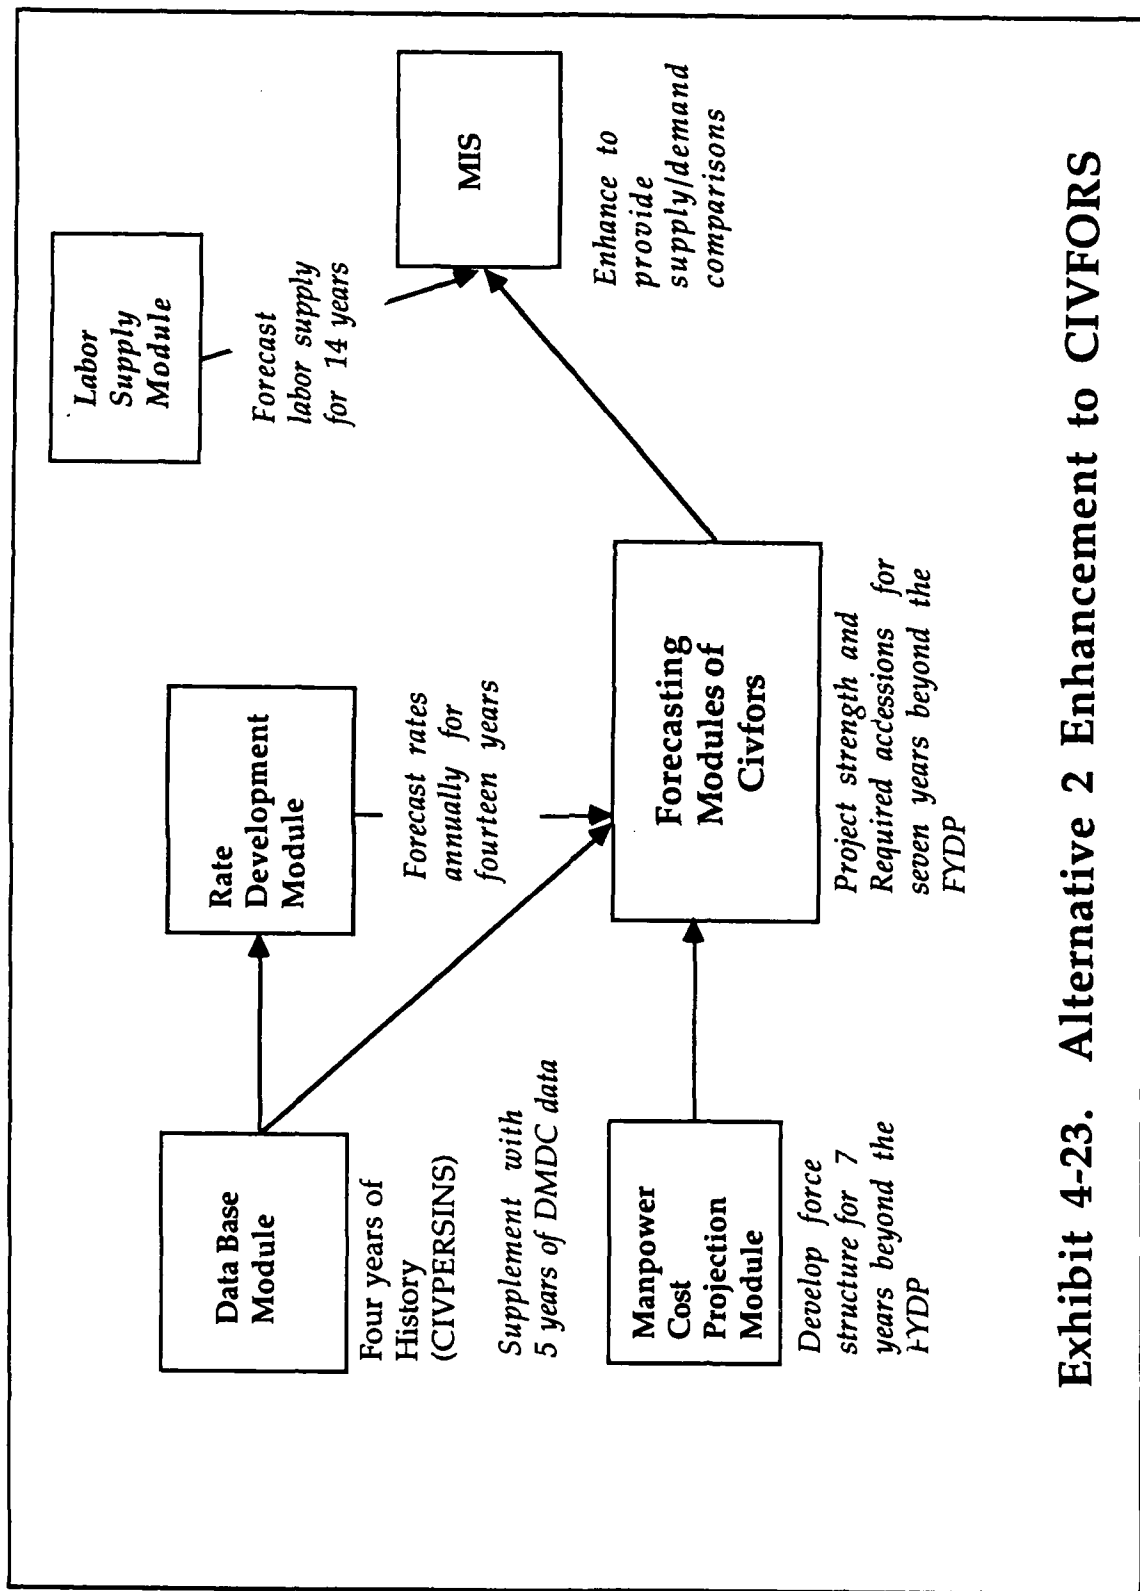 Data Base
Module
Four years of
History
(CIVPERSINS)
Supplement with
5 years of DMDC data
Manpower
Cost
Projection
Module
Develop force
structure for 7
years beyond the
FYDP
Rate
Development
Module
Forecast rates
annually for
fourteen years
Forecasting
Modules of
Civfors
Project strength and
Required accessions for
seven years beyond the
FYDP
Labor
Supply
Module
Forecast
labor supply
for 14 years
MIS
Enhance to
provide
supply/demand
comparisons
Exhibit 4-23. Alternative 2 Enhancement to CIVFORS